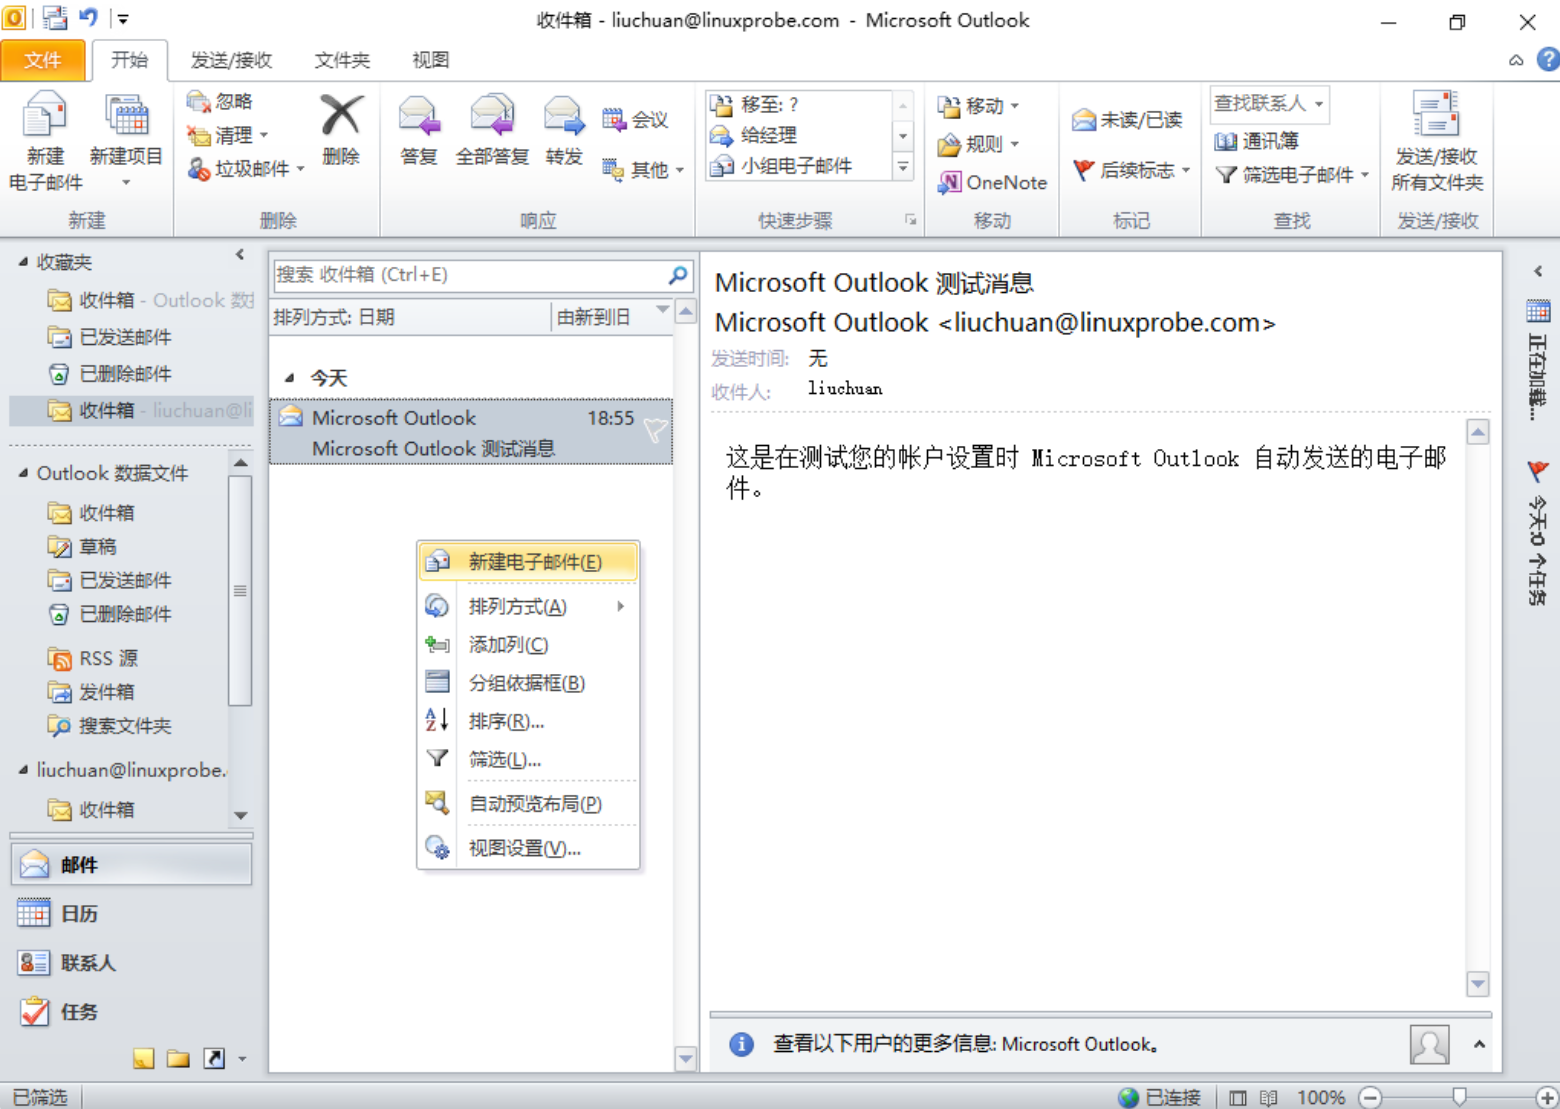 收件箱 - liuchuan@linuxprobe.com - Microsoft Outlook
文件 开始 发送/接收 文件夹 视图
新建
电子邮件
新建项目
新建
忽略
清理
垃圾邮件
删除
删除
答复 全部答复 转发
会议
其他
响应
移至: ?
给经理
小组电子邮件
快速步骤
移动
规则
OneNote
移动
未读/已读
后续标志
标记
查找联系人
通讯簿
筛选电子邮件
查找
发送/接收
所有文件夹
发送/接收
收藏夹
收件箱 - Outlook 数
已发送邮件
已删除邮件
收件箱 - liuchuan@li
Outlook 数据文件
收件箱
草稿
已发送邮件
已删除邮件
RSS 源
发件箱
搜索文件夹
liuchuan@linuxprobe.
收件箱
邮件
日历
联系人
任务
搜索 收件箱 (Ctrl+E)
排列方式: 日期 由新到旧
今天
Microsoft Outlook 18:55
Microsoft Outlook 测试消息
新建电子邮件(E)
排列方式(A)
添加列(C)
分组依据框(B)
排序(R)...
筛选(L)...
自动预览布局(P)
视图设置(V)...
Microsoft Outlook 测试消息
Microsoft Outlook <liuchuan@linuxprobe.com>
发送时间: 无
收件人: liuchuan
这是在测试您的帐户设置时 Microsoft Outlook 自动发送的电子邮
件。
查看以下用户的更多信息: Microsoft Outlook。
正在加载...
今天:0 个任务
已筛选
已连接
100%